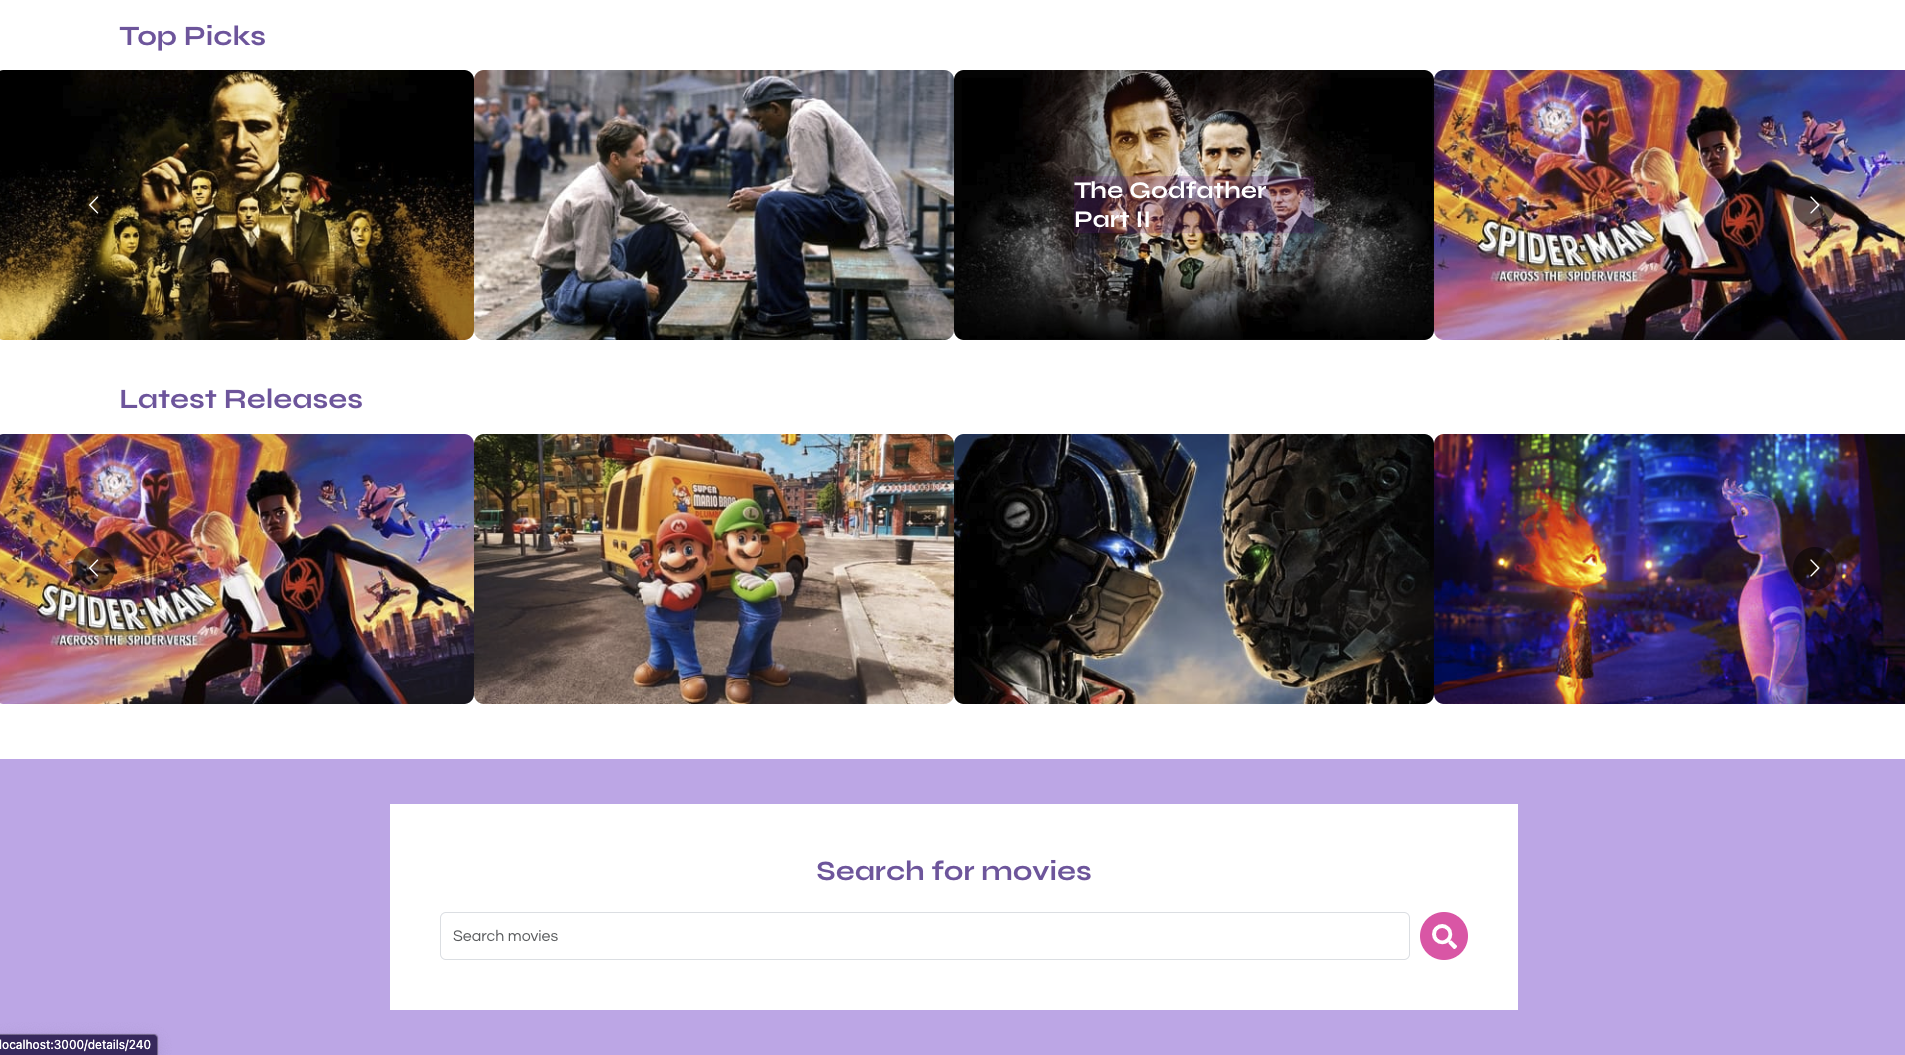 Top Picks
The Godfather
Part II
SPIDER-MAN
ACROSS THE SPIDER-VERSE
Latest Releases
SPIDER-MAN
ACROSS THE SPIDER-VERSE
SUPER
MARIO BROS
PLUMBING
Search for movies
Search movies
localhost:3000/details/240